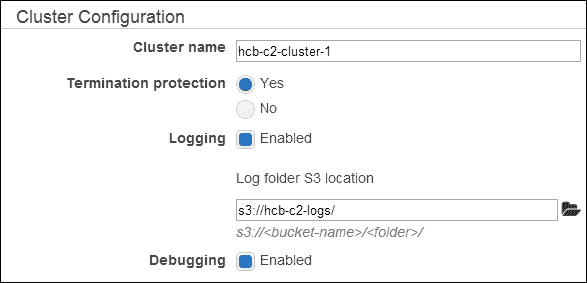 Cluster Configuration
Cluster name hcb-c2-cluster-1
Termination protection Yes
No
Logging Enabled
Log folder S3 location
s3://hcb-c2-logs/
s3://<bucket-name>/<folder>/
Debugging Enabled